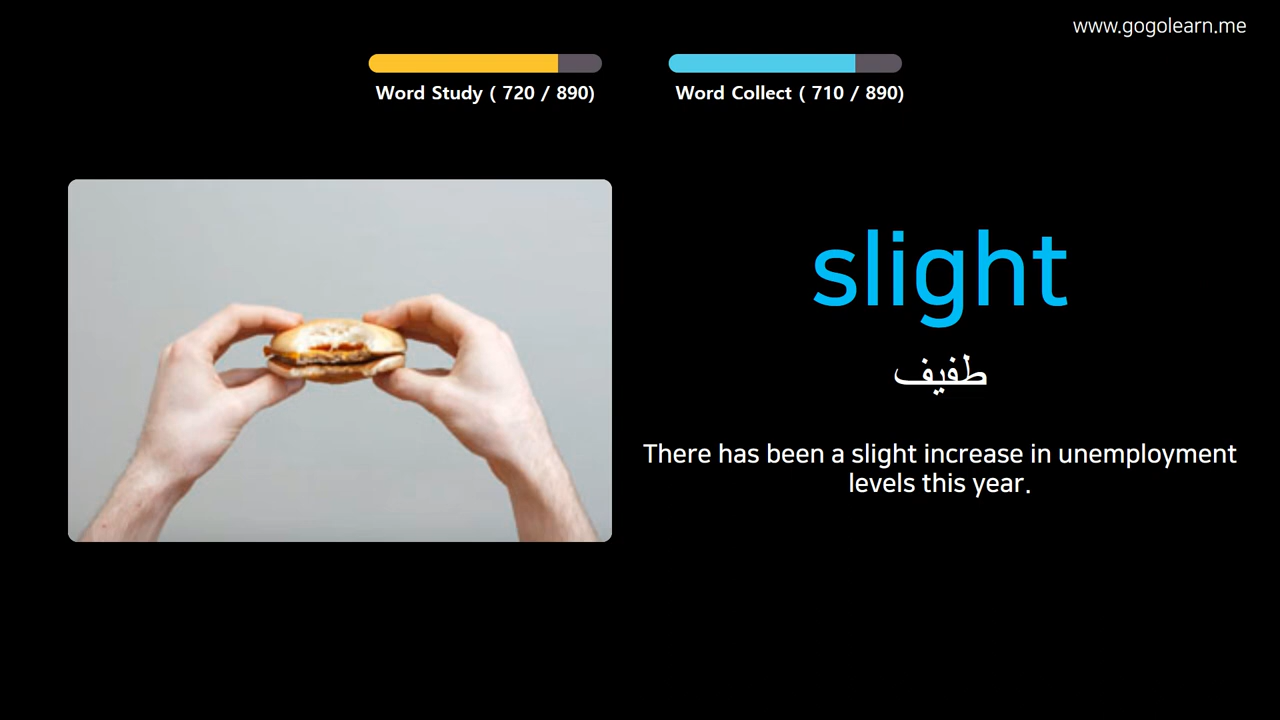 www.gogolearn.me
Word Study ( 720 / 890)
Word Collect ( 710 / 890)
slight
طفيف
There has been a slight increase in unemployment
levels this year.